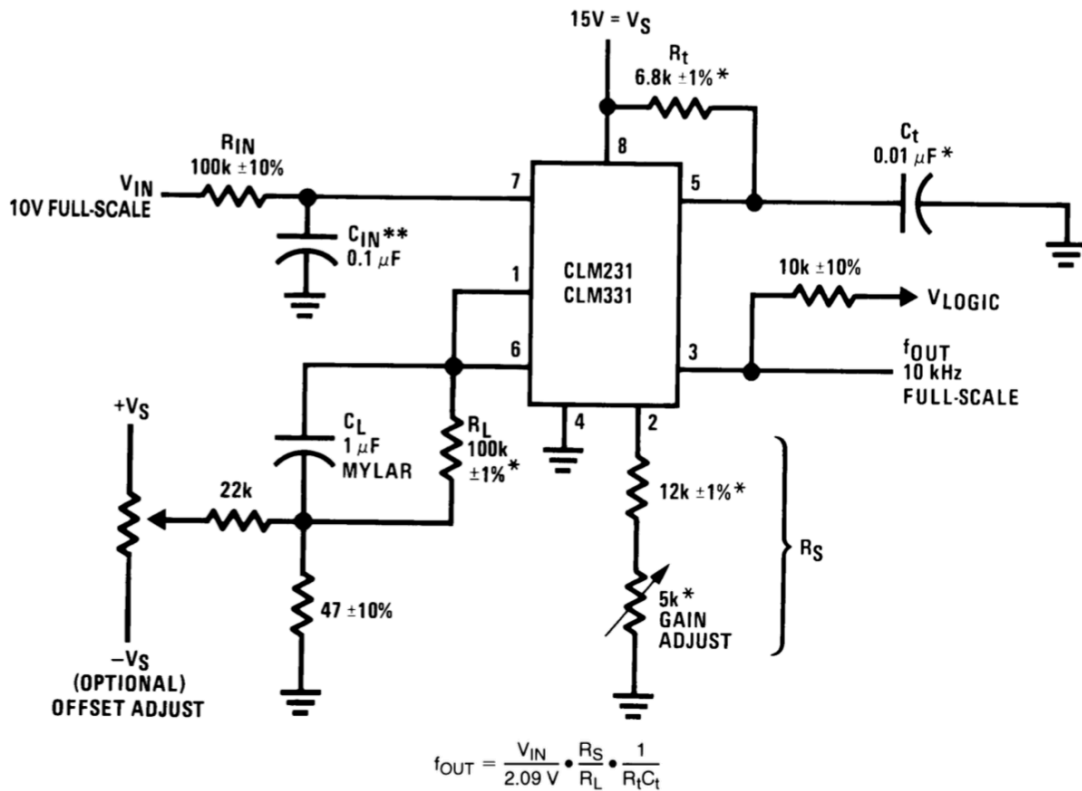 15V = VS
Rt
6.8k ±1% *
RIN
100k ±10%
VIN
10V FULL-SCALE
CIN**
0.1 μF
8
7
5
Ct
0.01 μF*
1
CLM231
CLM331
10k ±10%
VLOGIC
6
3
fOUT
10 kHz
FULL-SCALE
4
2
+VS
CL
1 μF
MYLAR
RL
100k
±1%*
22k
12k ±1%*
RS
47 ±10%
5k*
GAIN
ADJUST
−VS
(OPTIONAL)
OFFSET ADJUST
fOUT = VIN/2.09 V • RS/RL • 1/RtCt